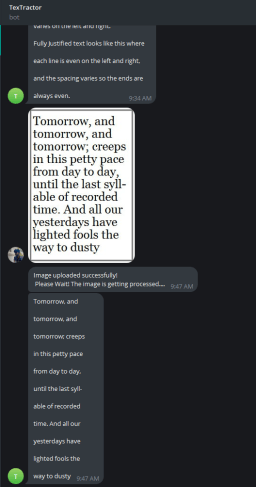 TexTractor
bot
varies on the left and right.
Fully Justified text looks like this where
each line is even on the left and right,
and the spacing varies so the ends are
always even.
9:34 AM
T
Tomorrow, and
tomorrow, and
tomorrow; creeps
in this petty pace
from day to day,
until the last syll-
able of recorded
time. And all our
yesterdays have
lighted fools the
way to dusty
Image uploaded successfully!
Please Wait! The image is getting processed....
9:47 AM
Tomorrow, and
tomorrow, and
tomorrow; creeps
in this petty pace
from day to day,
until the last syll-
able of recorded
time. And all our
yesterdays have
lighted fools the
way to dusty
9:47 AM
T